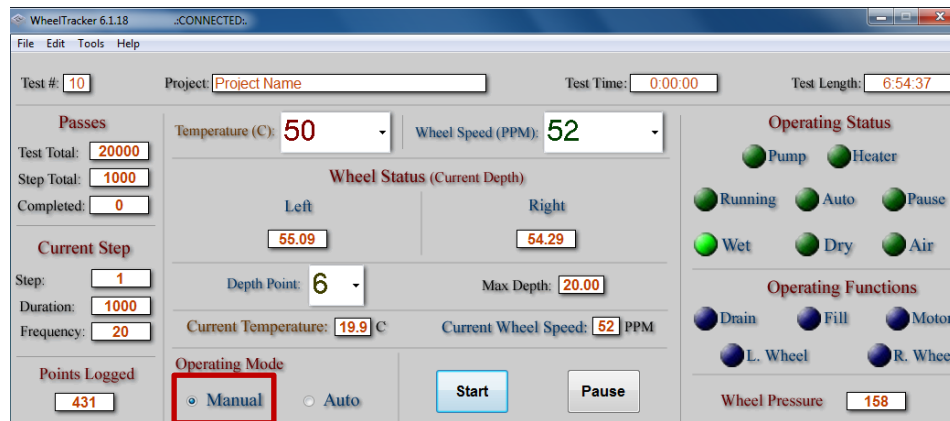 WheelTracker 6.1.18 .:CONNECTED:.
File Edit Tools Help
Test #: 10 Project: Project Name Test Time: 0:00:00 Test Length: 6:54:37
Passes
Test Total: 20000
Step Total: 1000
Completed: 0
Current Step
Step: 1
Duration: 1000
Frequency: 20
Points Logged
431
Temperature (C): 50 Wheel Speed (PPM): 52
Wheel Status (Current Depth)
Left Right
55.09 54.29
Depth Point: 6 Max Depth: 20.00
Current Temperature: 19.9 C Current Wheel Speed: 52 PPM
Operating Mode
Manual Auto
Start Pause
Operating Status
Pump Heater
Running Auto Pause
Wet Dry Air
Operating Functions
Drain Fill Motor
L. Wheel R. Whee
Wheel Pressure 158